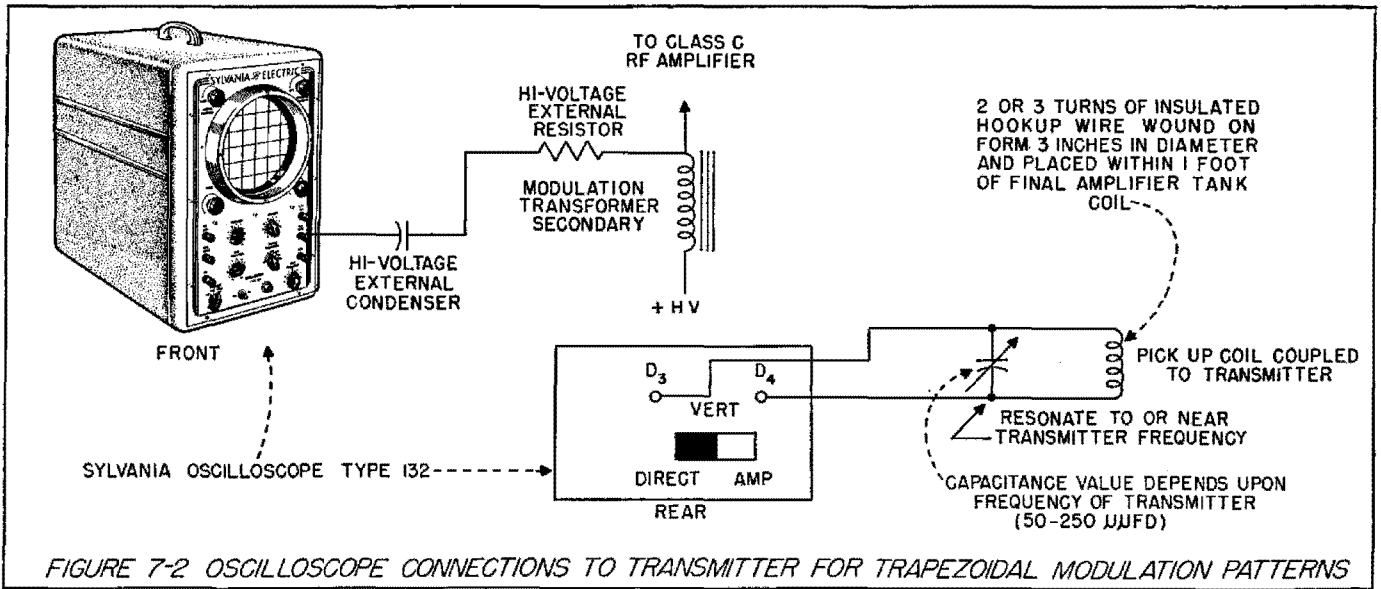 SYLVANIA ELECTRIC
TO CLASS C
RF AMPLIFIER
HI-VOLTAGE
EXTERNAL
RESISTOR
MODULATION
TRANSFORMER
SECONDARY
HI-VOLTAGE
EXTERNAL
CONDENSER
+ H V
2 OR 3 TURNS OF INSULATED
HOOKUP WIRE WOUND ON
FORM 3 INCHES IN DIAMETER
AND PLACED WITHIN 1 FOOT
OF FINAL AMPLIFIER TANK
COIL
FRONT
D3
D4
VERT
DIRECT AMP
REAR
PICK UP COIL COUPLED
TO TRANSMITTER
RESONATE TO OR NEAR
TRANSMITTER FREQUENCY
SYLVANIA OSCILLOSCOPE TYPE 132
CAPACITANCE VALUE DEPENDS UPON
FREQUENCY OF TRANSMITTER
(50-250 µµFD)
FIGURE 7-2 OSCILLOSCOPE CONNECTIONS TO TRANSMITTER FOR TRAPEZOIDAL MODULATION PATTERNS